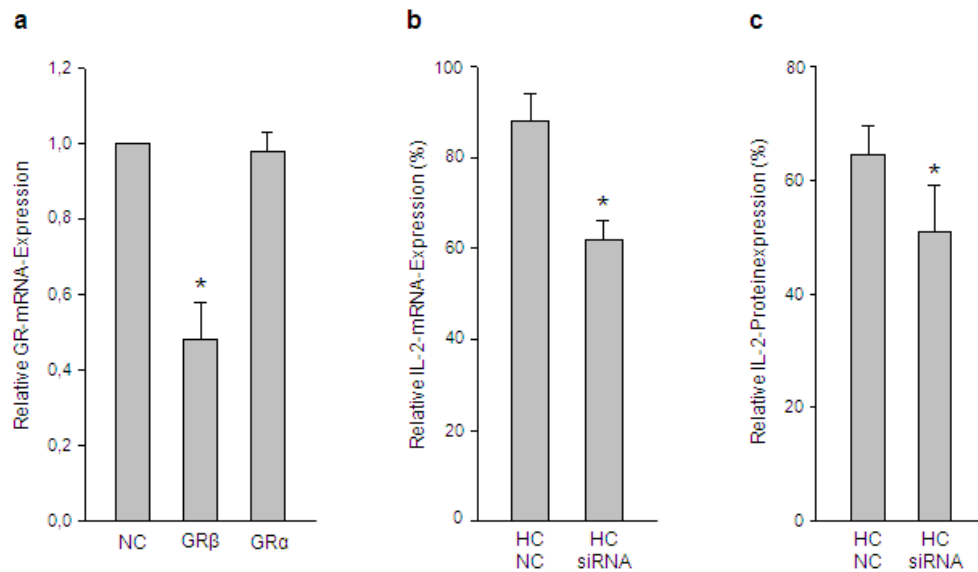 a
Relative GR-mRNA-Expression
1,2
1,0
0,8
0,6
0,4
0,2
0,0
*
NC
GRβ
GRα
b
Relative IL-2-mRNA-Expression (%)
100
80
60
40
20
0
*
HC
NC
HC
siRNA
c
Relative IL-2-Proteinexpression (%)
80
60
40
20
0
*
HC
NC
HC
siRNA